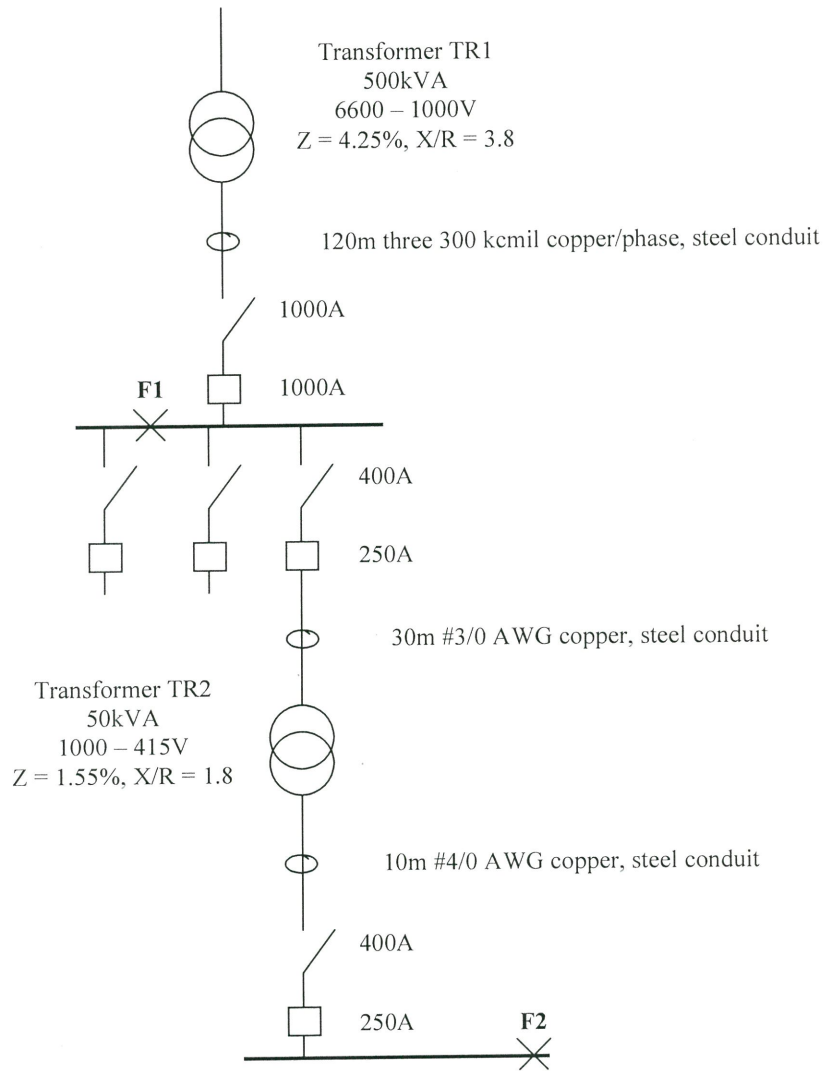 Transformer TR1
500kVA
6600 – 1000V
Z = 4.25%, X/R = 3.8
120m three 300 kcmil copper/phase, steel conduit
1000A
F1
1000A
400A
250A
30m #3/0 AWG copper, steel conduit
Transformer TR2
50kVA
1000 – 415V
Z = 1.55%, X/R = 1.8
10m #4/0 AWG copper, steel conduit
400A
250A
F2